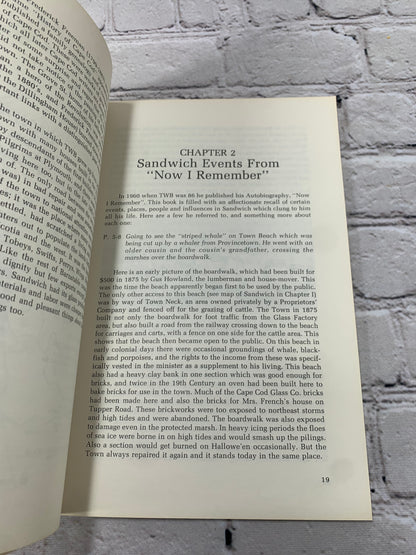 Frederick Freeman (1799-
the town in which TWB
by descendants of the
Pilgrims at Plymouth
CHAPTER 2
Sandwich Events From
"Now I Remember"
In 1960 when TWB was 86 he published his Autobiography, "Now
I Remember". This book is filled with an affectionate recall of certain
events, places, people and influences in Sandwich which clung to him
all his life. Here are a few he referred to, and something more about
each one:
P. 5-6 Going to see the "striped whale" on Town Beach which was
being cut up by a whaler from Provincetown. He went with an
older cousin and the cousin's grandfather, crossing the
marshes over the boardwalk.
Here is an early picture of the boardwalk, which had been built for
$500 in 1875 by Gus Howland, the lumberman and house-mover. This
was the time the beach apparently began first to be used by the public.
The only other access to this beach (see map of Sandwich in Chapter I)
was by way of Town Neck, an area owned privately by a Proprietors'
Company and fenced off for the grazing of cattle. The Town in 1875
built not only the boardwalk for foot traffic from the Glass Factory
area, but also built a road from the railway crossing down to the beach
for carriages and carts, with a fence on one side for the cattle area. This
shows that the beach then became open to the public. On this beach in
early colonial days there were occasional groundings of whale, black-
fish and porpoises, and the rights to the income from these was specifically
vested in the minister as a supplement to his living. This beach
also had a heavy clay bank in one section which was good enough for
bricks, and twice in the 19th Century an oven had been built here to
make bricks for local use. Much of the Cape Cod Glass Co. bricks
had been made here and also the bricks for Mrs. French's house on
Tupper Road. These brickworks were too exposed to northeast storms
and high tides and were abandoned. The boardwalk was also exposed
to damage even in the protected marsh. In heavy icing periods the floes
of sea ice were borne in on high tides and would smash up the pilings.
Also a section would get burned on Hallowe'en occasionally. But the
Town always repaired it again and it stands today in the same place.
19